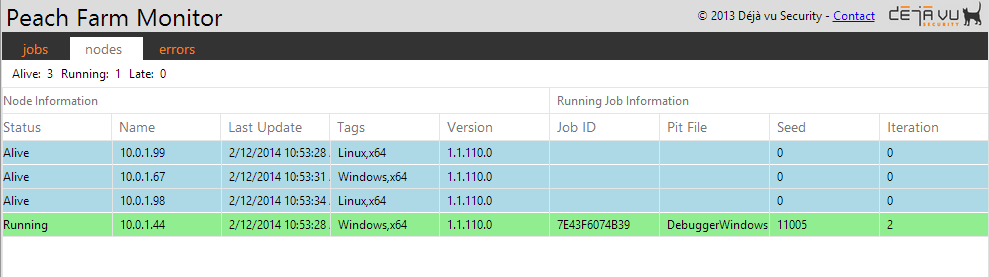 Peach Farm Monitor
© 2013 Déjà vu Security - Contact DĒJĀ VU SECURITY
jobs nodes errors
Alive: 3 Running: 1 Late: 0
Node Information Running Job Information
Status Name Last Update Tags Version Job ID Pit File Seed Iteration
Alive 10.0.1.99 2/12/2014 10:53:28 Linux,x64 1.1.110.0 0 0
Alive 10.0.1.67 2/12/2014 10:53:31 Windows,x64 1.1.110.0 0 0
Alive 10.0.1.98 2/12/2014 10:53:34 Linux,x64 1.1.110.0 0 0
Running 10.0.1.44 2/12/2014 10:53:28 Windows,x64 1.1.110.0 7E43F6074B39 DebuggerWindows 11005 2